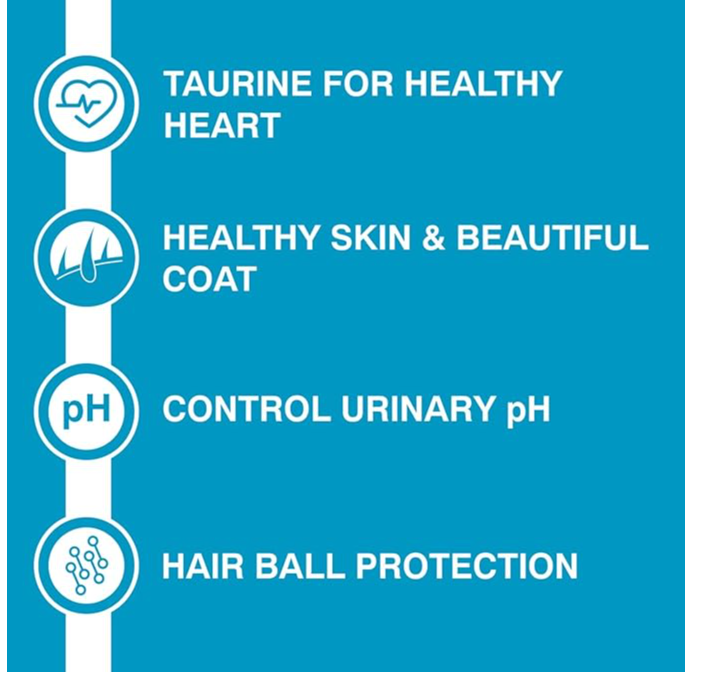 TAURINE FOR HEALTHY
HEART
HEALTHY SKIN & BEAUTIFUL
COAT
pH
CONTROL URINARY pH
HAIR BALL PROTECTION